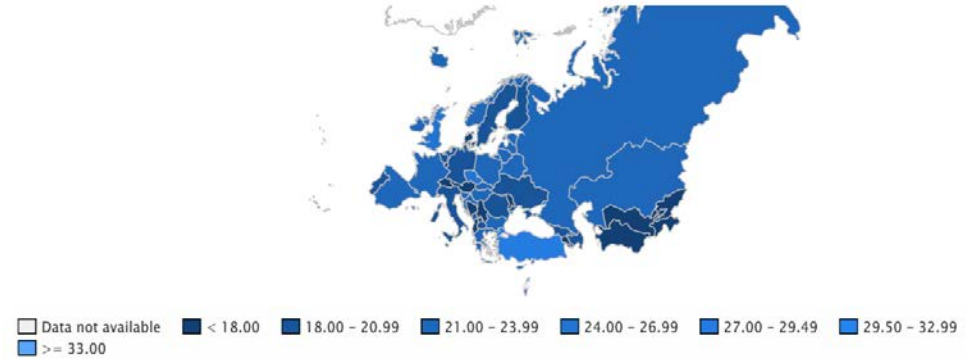 Data not available < 18.00 18.00 – 20.99 21.00 – 23.99 24.00 – 26.99 27.00 – 29.49 29.50 – 32.99
>= 33.00